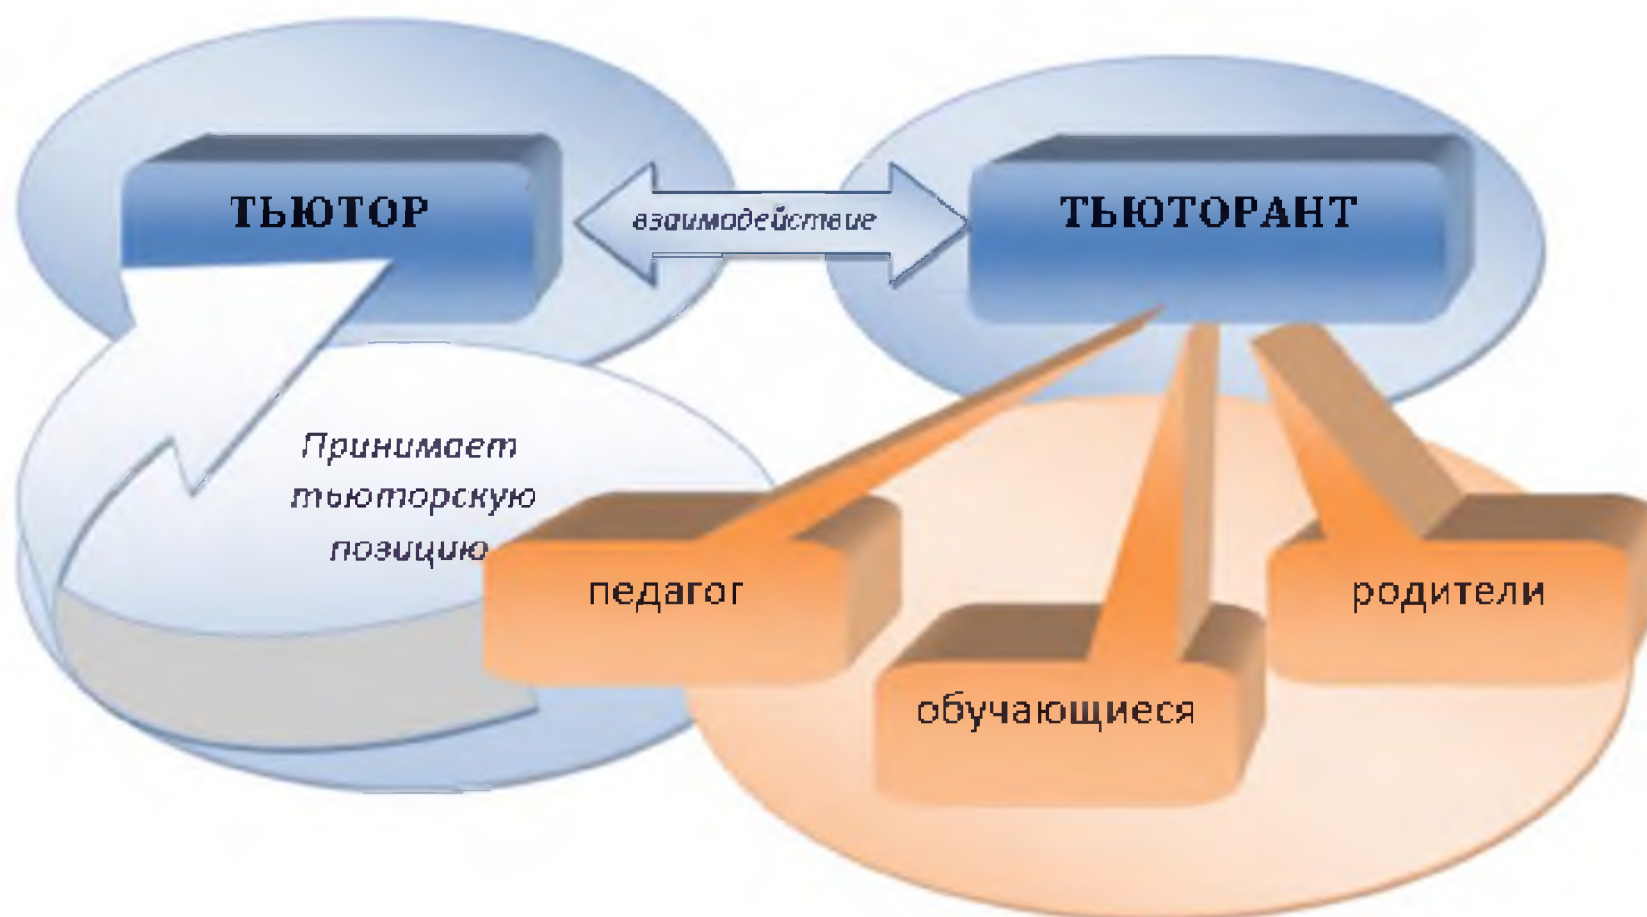 ТЬЮТОР
взаимодействие
ТЬЮТОРАНТ
Принимает
тьюторскую
позицию
педагог
обучающиеся
родители